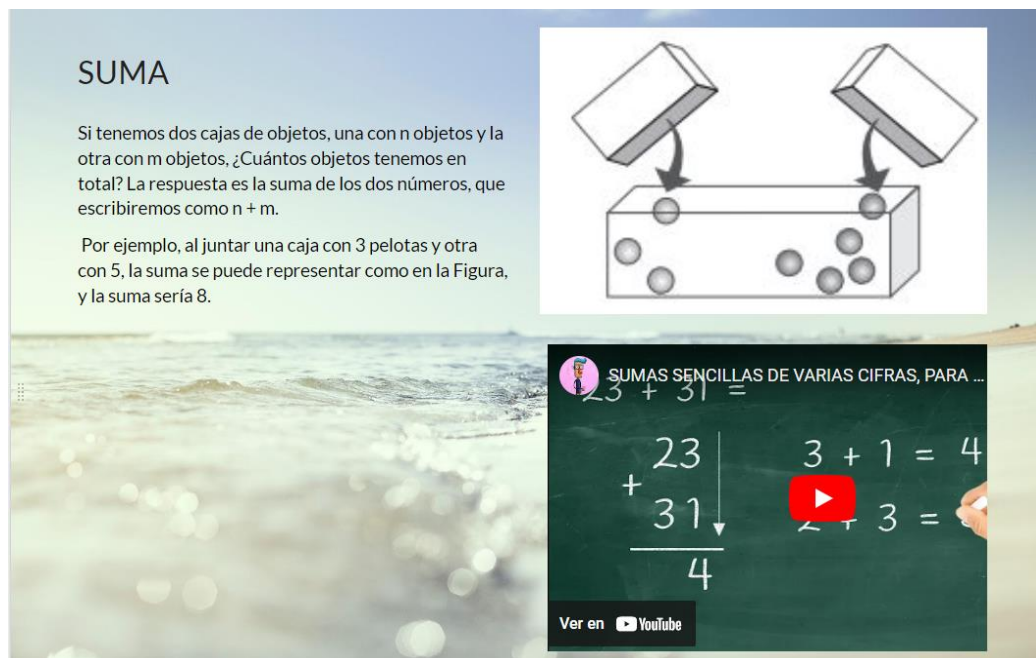 SUMA
Si tenemos dos cajas de objetos, una con n objetos y la
otra con m objetos, ¿Cuántos objetos tenemos en
total? La respuesta es la suma de los dos números, que
escribiremos como n + m.
Por ejemplo, al juntar una caja con 3 pelotas y otra
con 5, la suma se puede representar como en la Figura,
y la suma sería 8.
SUMAS SENCILLAS DE VARIAS CIFRAS, PARA ...
23 + 31 =
23
+
31
4
3 + 1 = 4
2 + 3 =
Ver en YouTube